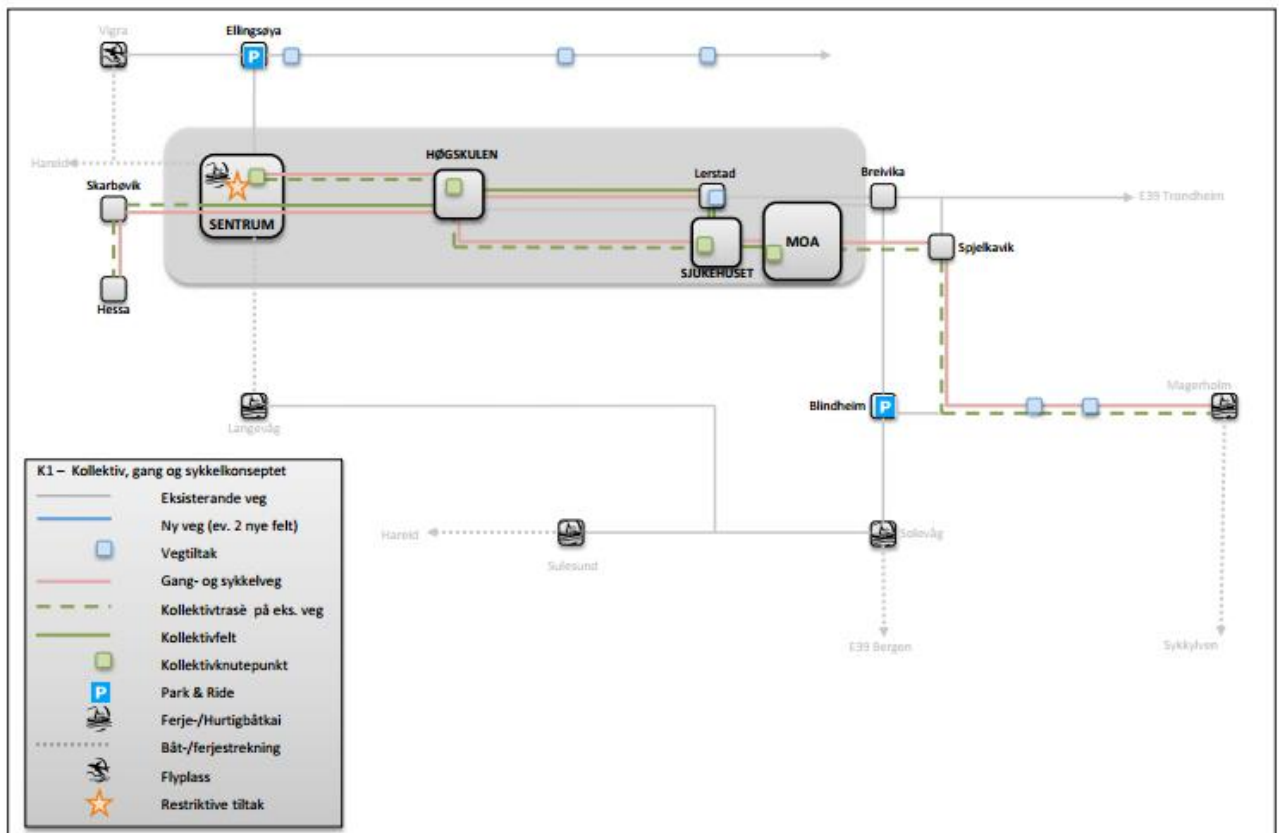 Vigra
Ellingsøya
P
Hareid
HØGSKULEN
Lerstad
Breivika
E39 Trondheim
Skarbøvik
SENTRUM
MOA
Spjelkavik
SJUKEHUSET
Hessa
Magerholm
Blindheim
P
Langevåg
Hareid
Sulesund
Solevåg
E39 Bergen
Sykkylven
K1 – Kollektiv, gang og sykkelkonseptet
Eksisterande veg
Ny veg (ev. 2 nye felt)
Vegtiltak
Gang- og sykkelveg
Kollektivtrasè på eks. veg
Kollektivfelt
Kollektivknutepunkt
P Park & Ride
Ferje-/Hurtigbåtkai
Båt-/ferjestrekning
Flyplass
Restriktive tiltak